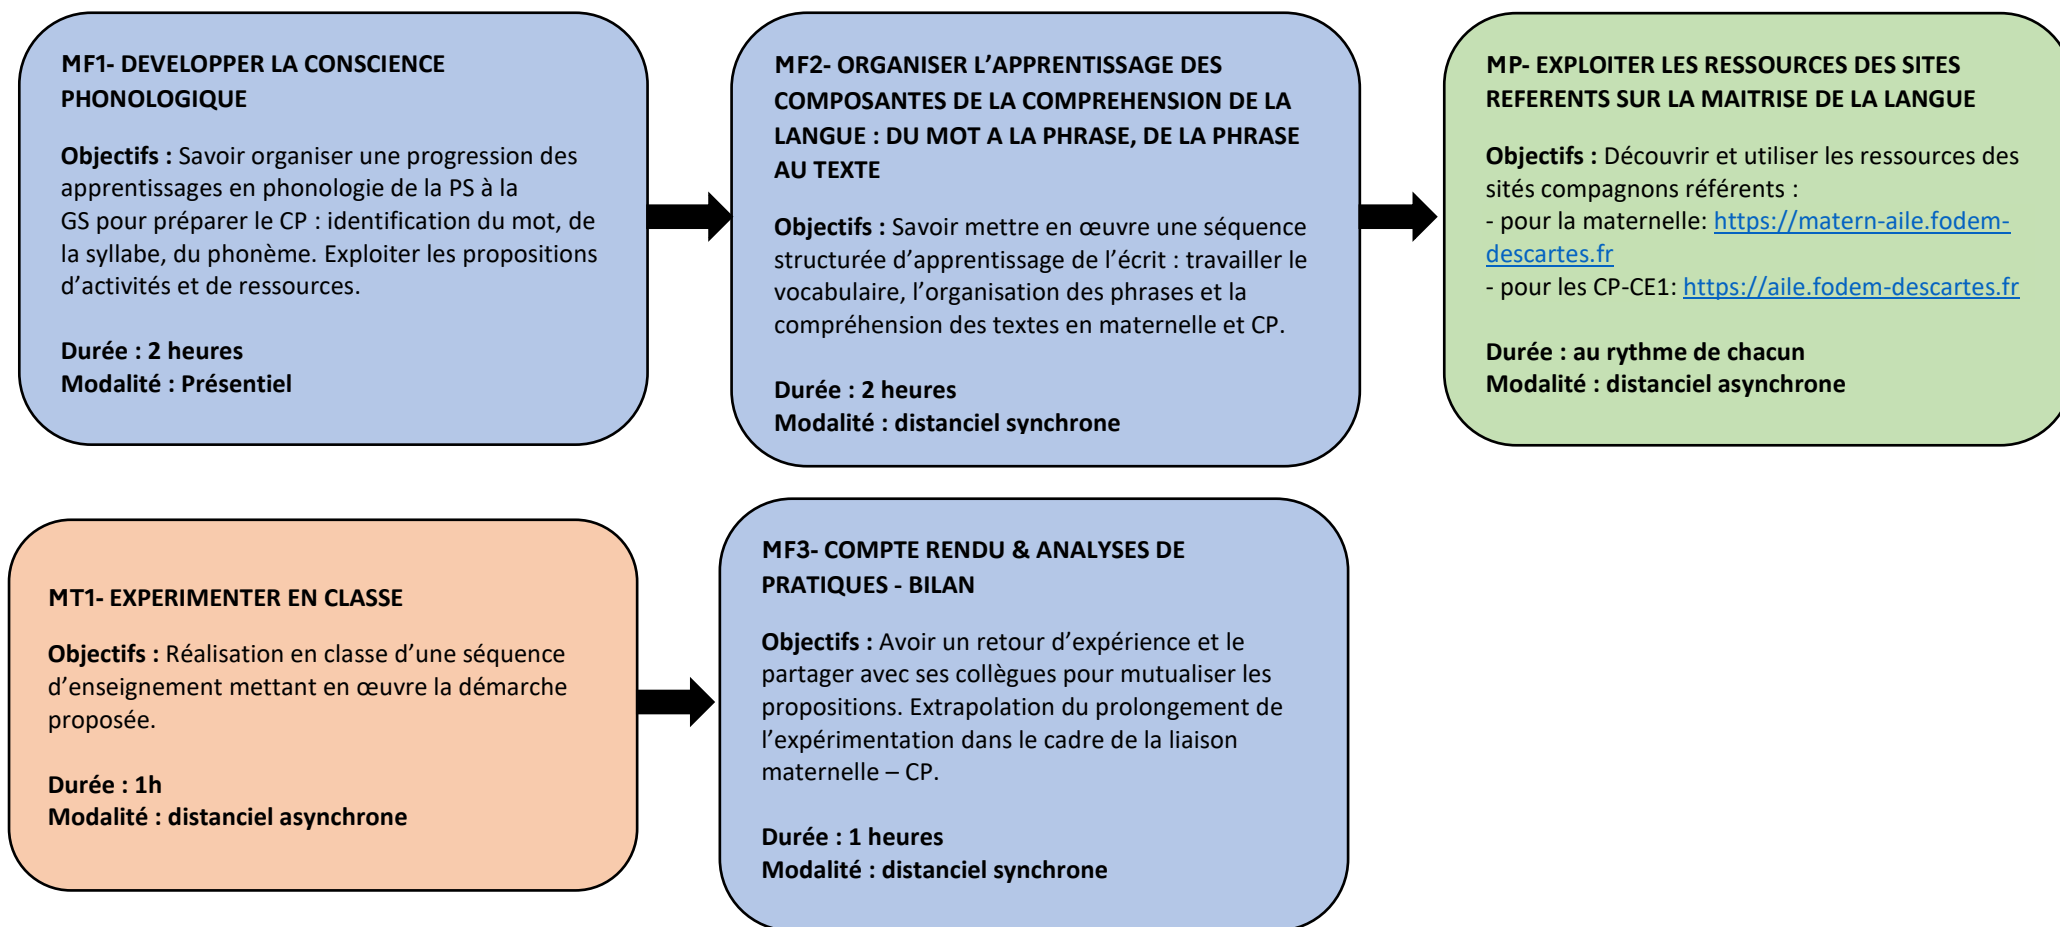 MF1- DEVELOPPER LA CONSCIENCE
PHONOLOGIQUE
Objectifs : Savoir organiser une progression des
apprentissages en phonologie de la PS à la
GS pour préparer le CP : identification du mot, de
la syllabe, du phonème. Exploiter les propositions
d’activités et de ressources.
Durée : 2 heures
Modalité : Présentiel
MF2- ORGANISER L’APPRENTISSAGE DES
COMPOSANTES DE LA COMPREHENSION DE LA
LANGUE : DU MOT A LA PHRASE, DE LA PHRASE
AU TEXTE
Objectifs : Savoir mettre en œuvre une séquence
structurée d’apprentissage de l’écrit : travailler le
vocabulaire, l’organisation des phrases et la
compréhension des textes en maternelle et CP.
Durée : 2 heures
Modalité : distanciel synchrone
MP- EXPLOITER LES RESSOURCES DES SITES
REFERENTS SUR LA MAITRISE DE LA LANGUE
Objectifs : Découvrir et utiliser les ressources des
sités compagnons référents :
- pour la maternelle: https://matern-aile.fodem-
descartes.fr
- pour les CP-CE1: https://aile.fodem-descartes.fr
Durée : au rythme de chacun
Modalité : distanciel asynchrone
MT1- EXPERIMENTER EN CLASSE
Objectifs : Réalisation en classe d’une séquence
d’enseignement mettant en œuvre la démarche
proposée.
Durée : 1h
Modalité : distanciel asynchrone
MF3- COMPTE RENDU & ANALYSES DE
PRATIQUES - BILAN
Objectifs : Avoir un retour d’expérience et le
partager avec ses collègues pour mutualiser les
propositions. Extrapolation du prolongement de
l’expérimentation dans le cadre de la liaison
maternelle – CP.
Durée : 1 heures
Modalité : distanciel synchrone